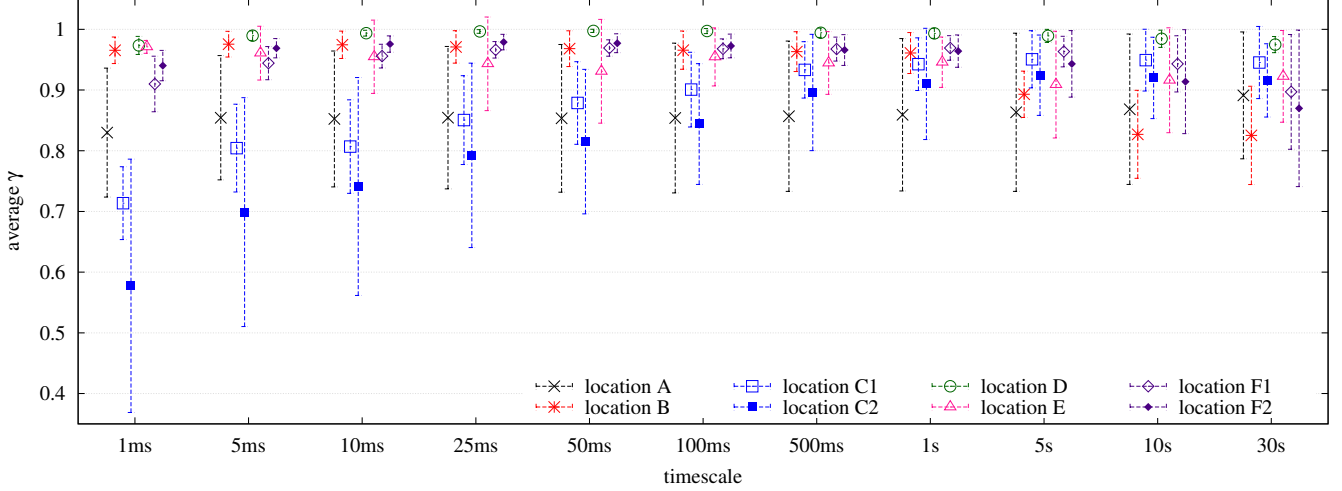 average γ
1
0.9
0.8
0.7
0.6
0.5
0.4
location A
location C1
location D
location F1
location B
location C2
location E
location F2
1ms 5ms 10ms 25ms 50ms 100ms 500ms 1s 5s 10s 30s
timescale